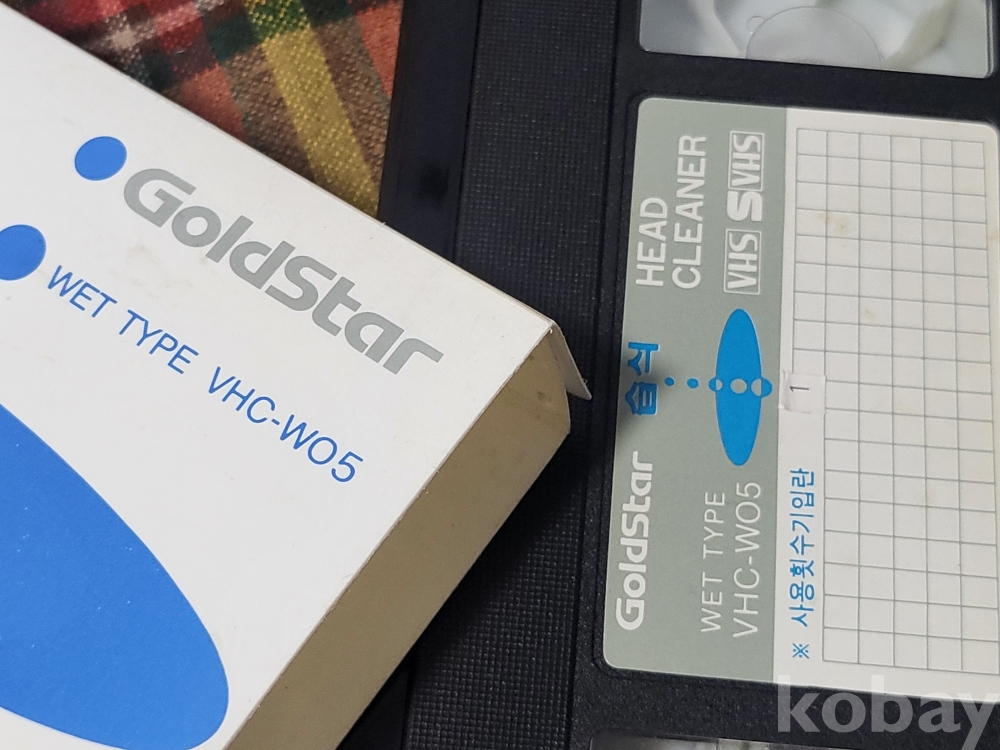 GoldStar
WET TYPE VHC-WO5
GoldStar
습식
HEAD
CLEANER
VHS SVHS
WET TYPE
VHC-WO5
※ 사용횟수기입란
1
kobay